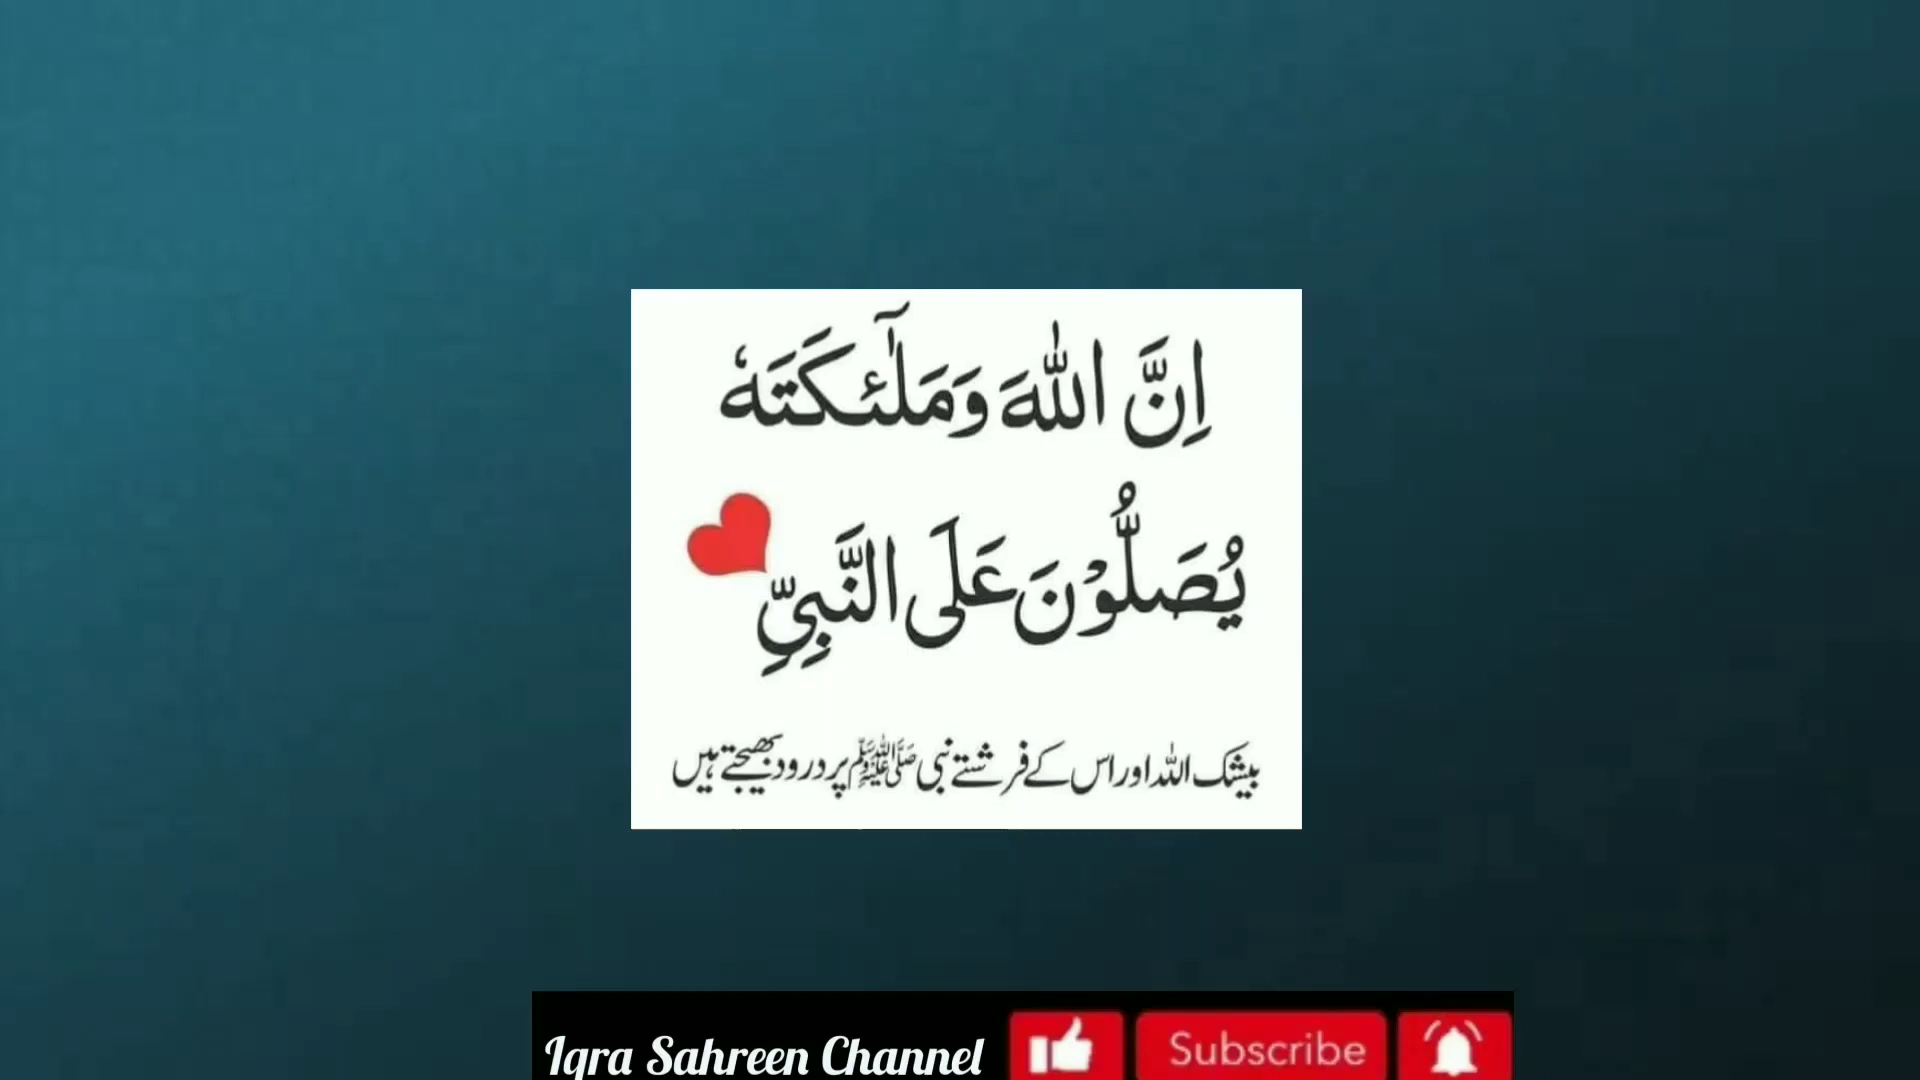 اِنَّ اللّٰهَ وَمَلٰٓئِكَتَهٗ
يُصَلُّوْنَ عَلَى النَّبِيِّ
بیشک اللہ اور اس کے فرشتے نبی ﷺ پر درود بھیجتے ہیں
Iqra Sahreen Channel
Subscribe